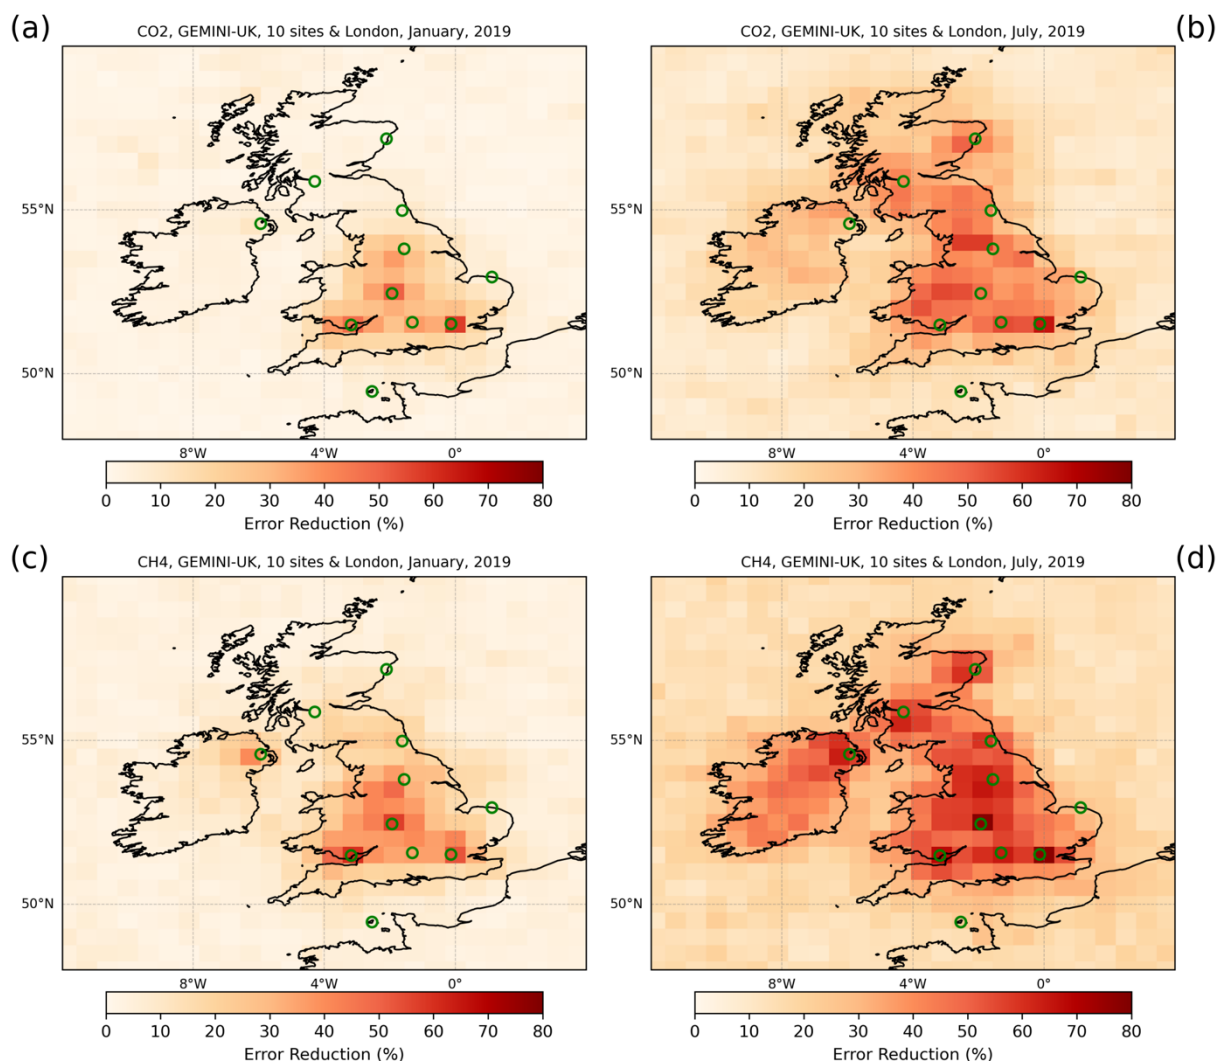 (a)
CO2, GEMINI-UK, 10 sites & London, January, 2019
CO2, GEMINI-UK, 10 sites & London, July, 2019
(b)
55°N
50°N
8°W 4°W 0°
0 10 20 30 40 50 60 70 80
Error Reduction (%)
55°N
50°N
8°W 4°W 0°
0 10 20 30 40 50 60 70 80
Error Reduction (%)
(c)
CH4, GEMINI-UK, 10 sites & London, January, 2019
CH4, GEMINI-UK, 10 sites & London, July, 2019
(d)
55°N
50°N
8°W 4°W 0°
0 10 20 30 40 50 60 70 80
Error Reduction (%)
55°N
50°N
8°W 4°W 0°
0 10 20 30 40 50 60 70 80
Error Reduction (%)